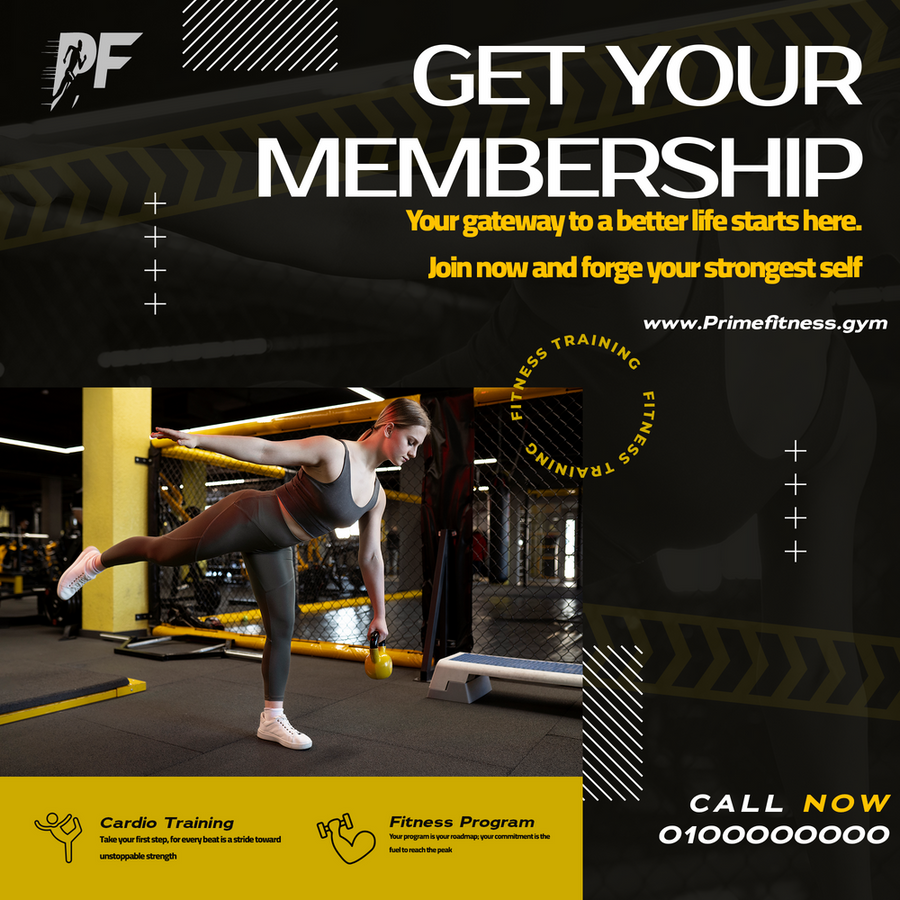 PF
GET YOUR
MEMBERSHIP
Your gateway to a better life starts here.
Join now and forge your strongest self
www.Primefitness.gym
FITNESS TRAINING
FITNESS TRAINING
Cardio Training
Take your first step, for every beat is a stride toward
unstoppable strength
Fitness Program
Your program is your roadmap; your commitment is the
fuel to reach the peak
CALL NOW
0100000000